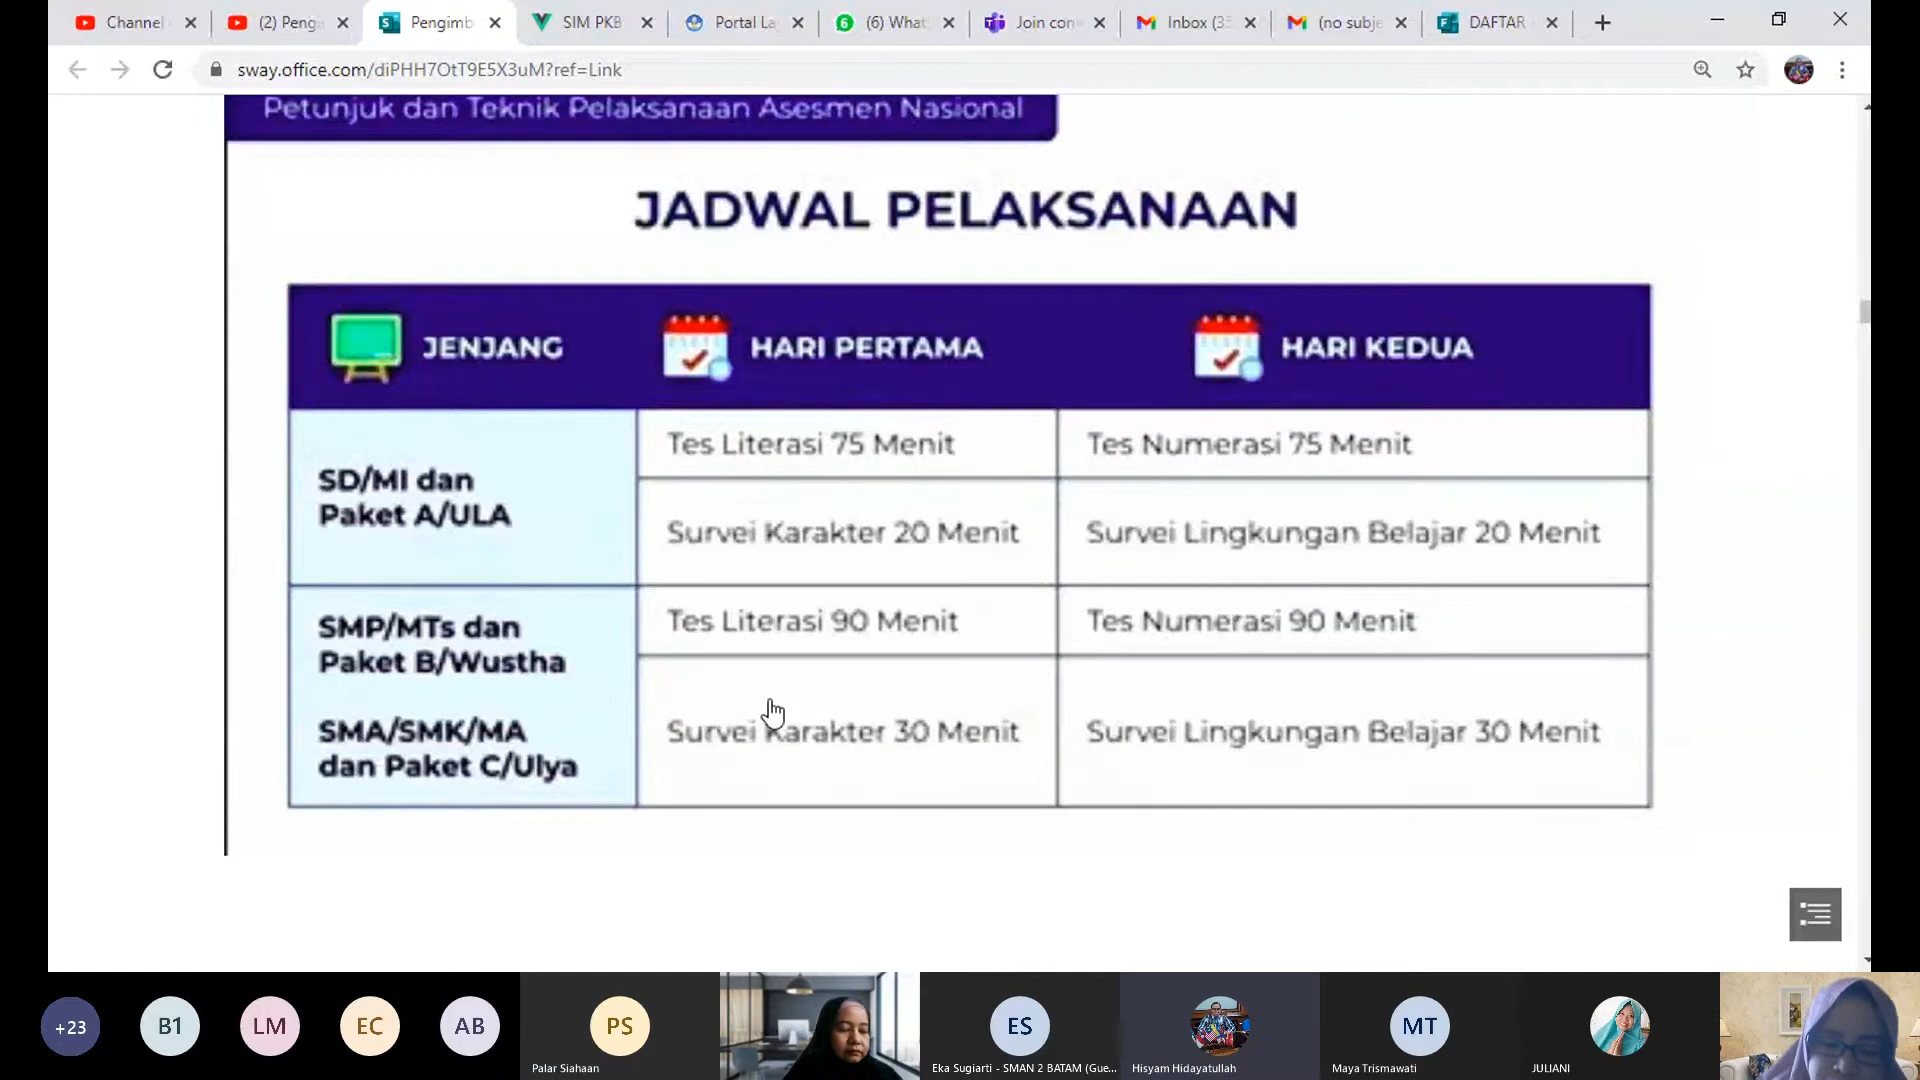 Channel
(2) Penga
Pengimb
SIM PKB
Portal La
(6) What
Join con
Inbox (33
(no subje
DAFTAR
sway.office.com/diPHH7OtT9E5X3uM?ref=Link
Petunjuk dan Teknik Pelaksanaan Asesmen Nasional
JADWAL PELAKSANAAN
JENJANG
HARI PERTAMA
HARI KEDUA
SD/MI dan
Paket A/ULA
Tes Literasi 75 Menit
Tes Numerasi 75 Menit
Survei Karakter 20 Menit
Survei Lingkungan Belajar 20 Menit
SMP/MTs dan
Paket B/Wustha
SMA/SMK/MA
dan Paket C/Ulya
Tes Literasi 90 Menit
Tes Numerasi 90 Menit
Survei Karakter 30 Menit
Survei Lingkungan Belajar 30 Menit
+23
B1
LM
EC
AB
PS
ES
MT
Palar Siahaan
Eka Sugiarti - SMAN 2 BATAM (Gue...
Hisyam Hidayatullah
Maya Trismawati
JULIANI